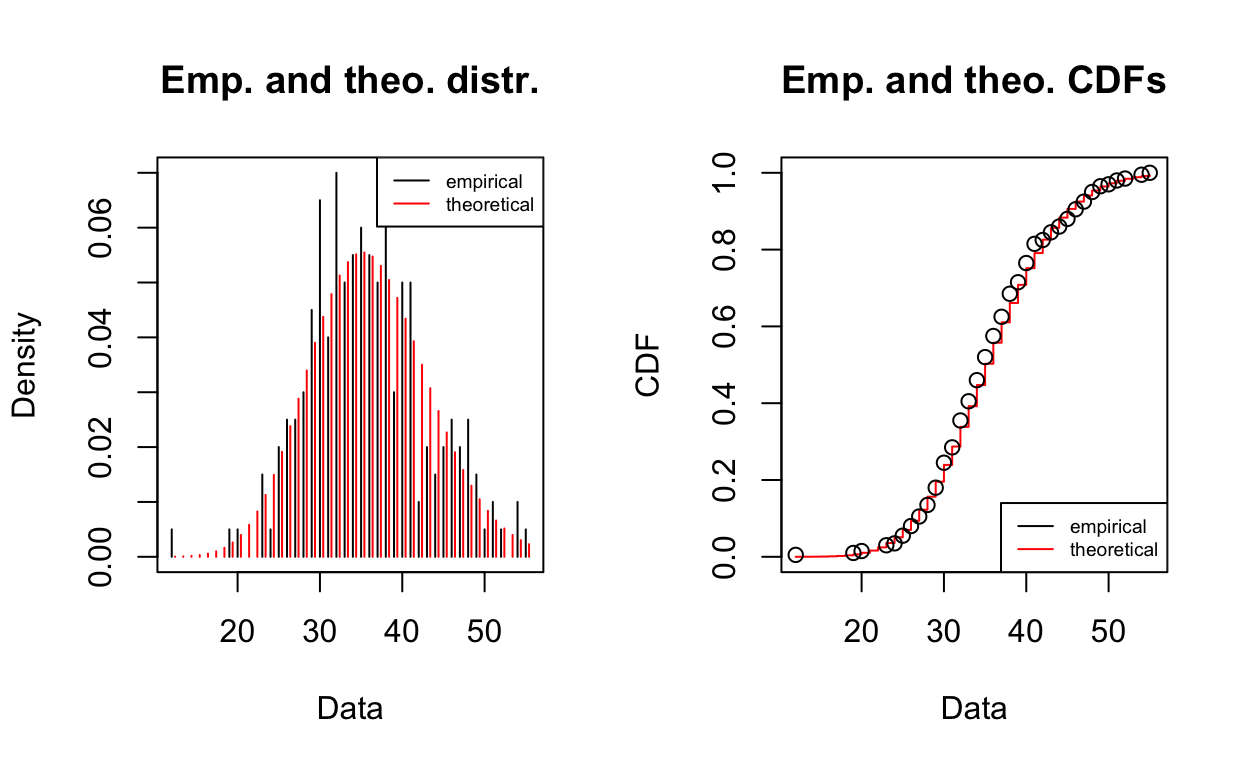 Emp. and theo. distr.
empirical
theoretical
0.06
0.04
0.02
0.00
Density
20 30 40 50
Data
Emp. and theo. CDFs
1.0
0.8
0.6
0.4
0.2
0.0
CDF
empirical
theoretical
20 30 40 50
Data